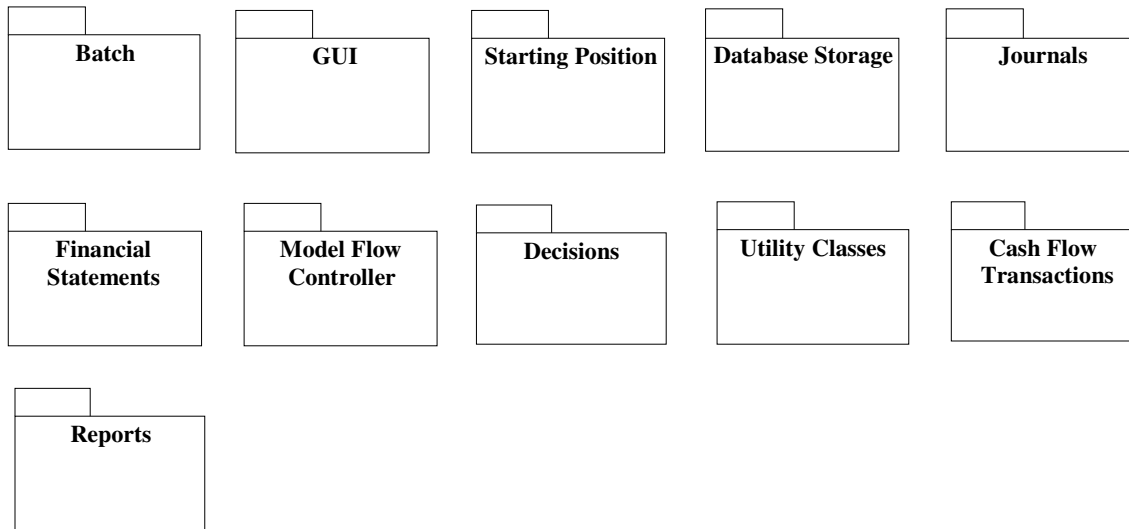 Batch
GUI
Starting Position
Database Storage
Journals
Financial
Statements
Model Flow
Controller
Decisions
Utility Classes
Cash Flow
Transactions
Reports